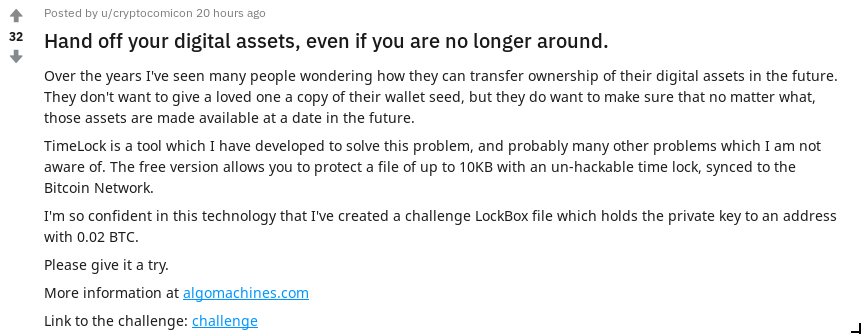 Posted by u/cryptocomicon 20 hours ago
32
Hand off your digital assets, even if you are no longer around.
Over the years I've seen many people wondering how they can transfer ownership of their digital assets in the future.
They don't want to give a loved one a copy of their wallet seed, but they do want to make sure that no matter what,
those assets are made available at a date in the future.
TimeLock is a tool which I have developed to solve this problem, and probably many other problems which I am not
aware of. The free version allows you to protect a file of up to 10KB with an un-hackable time lock, synced to the
Bitcoin Network.
I'm so confident in this technology that I've created a challenge LockBox file which holds the private key to an address
with 0.02 BTC.
Please give it a try.
More information at algomachines.com
Link to the challenge: challenge